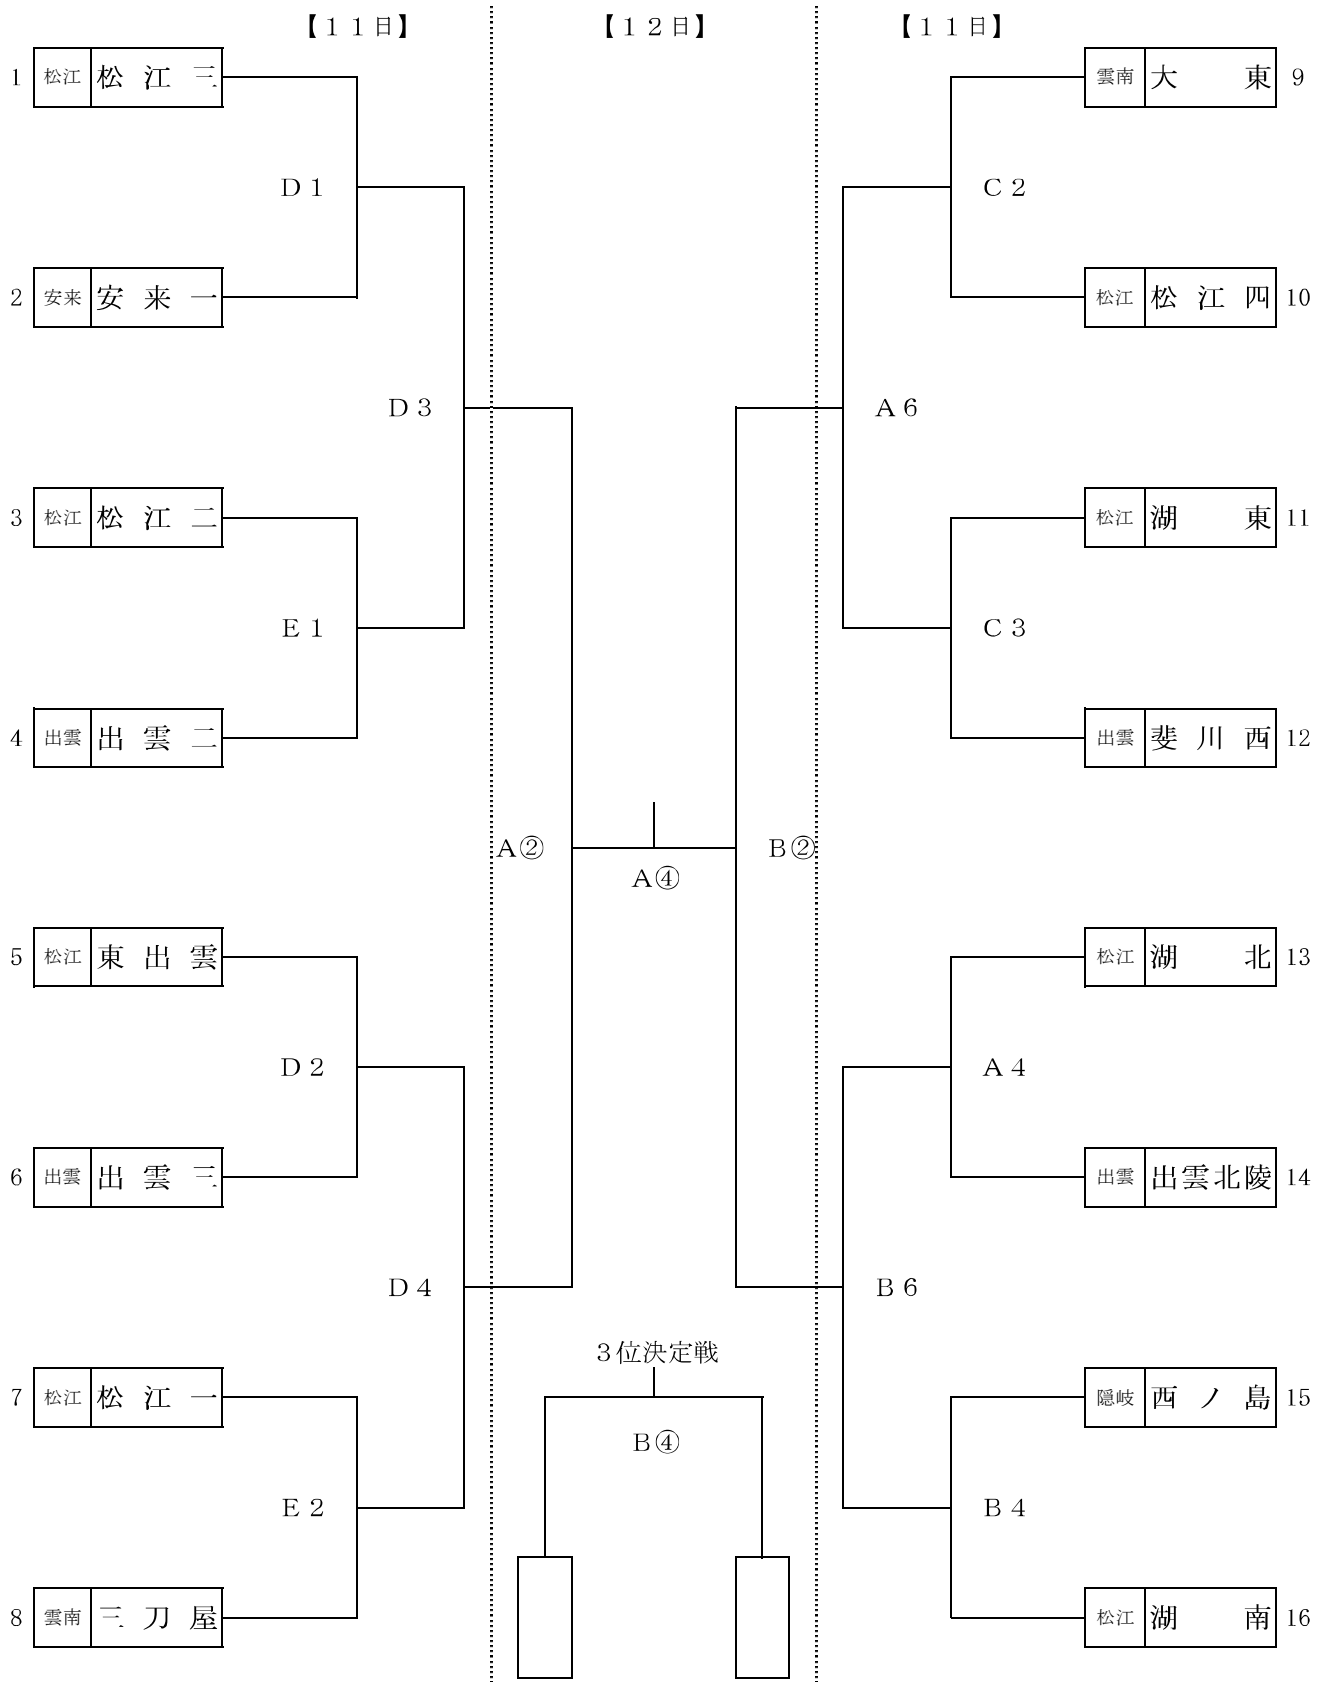 【１１日】 【１２日】 【１１日】
1 松江 松江三
雲南 大東 9
D1
C2
2 安来 安来一
松江 松江四 10
D3
A6
3 松江 松江二
松江 湖東 11
E1
C3
4 出雲 出雲二
出雲 斐川西 12
A②
B②
A④
5 松江 東出雲
松江 湖北 13
D2
A4
6 出雲 出雲三
出雲 出雲北陵 14
D4
B6
３位決定戦
7 松江 松江一
隠岐 西ノ島 15
B④
E2
B4
8 雲南 三刀屋
松江 湖南 16